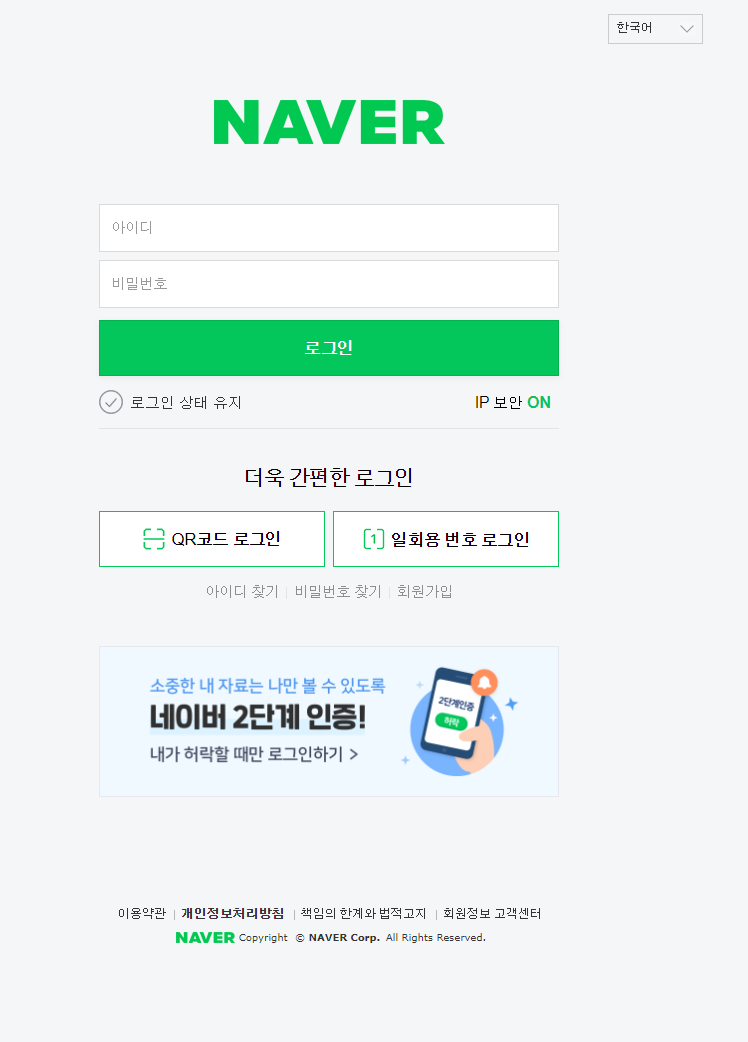 한국어
NAVER
아이디
비밀번호
로그인
로그인 상태 유지
IP 보안 ON
더욱 간편한 로그인
QR코드 로그인
1 일회용 번호 로그인
아이디 찾기 | 비밀번호 찾기 | 회원가입
소중한 내 자료는 나만 볼 수 있도록
네이버 2단계 인증!
내가 허락할 때만 로그인하기 >
2단계인증
허락
이용약관 | 개인정보처리방침 | 책임의 한계와 법적고지 | 회원정보 고객센터
NAVER Copyright © NAVER Corp. All Rights Reserved.